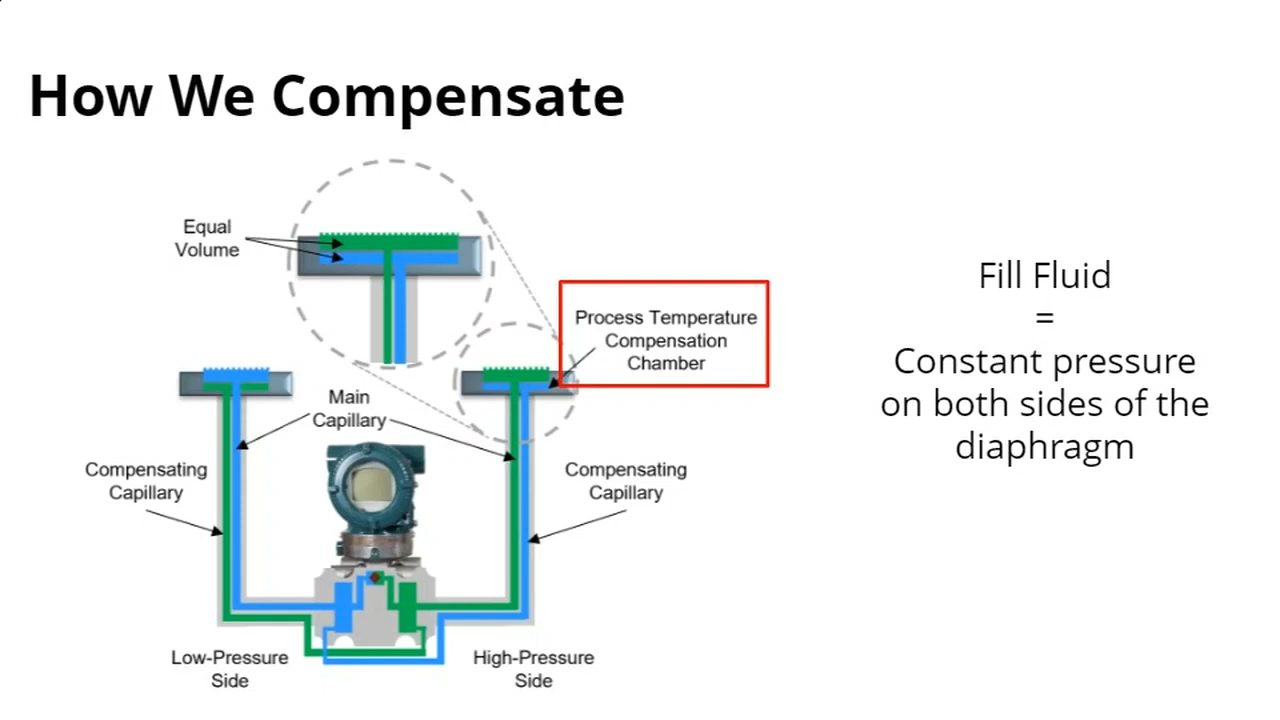 How We Compensate
Equal
Volume
Process Temperature
Compensation
Chamber
Main
Capillary
Compensating
Capillary
Compensating
Capillary
Low-Pressure
Side
High-Pressure
Side
Fill Fluid
=
Constant pressure
on both sides of the
diaphragm